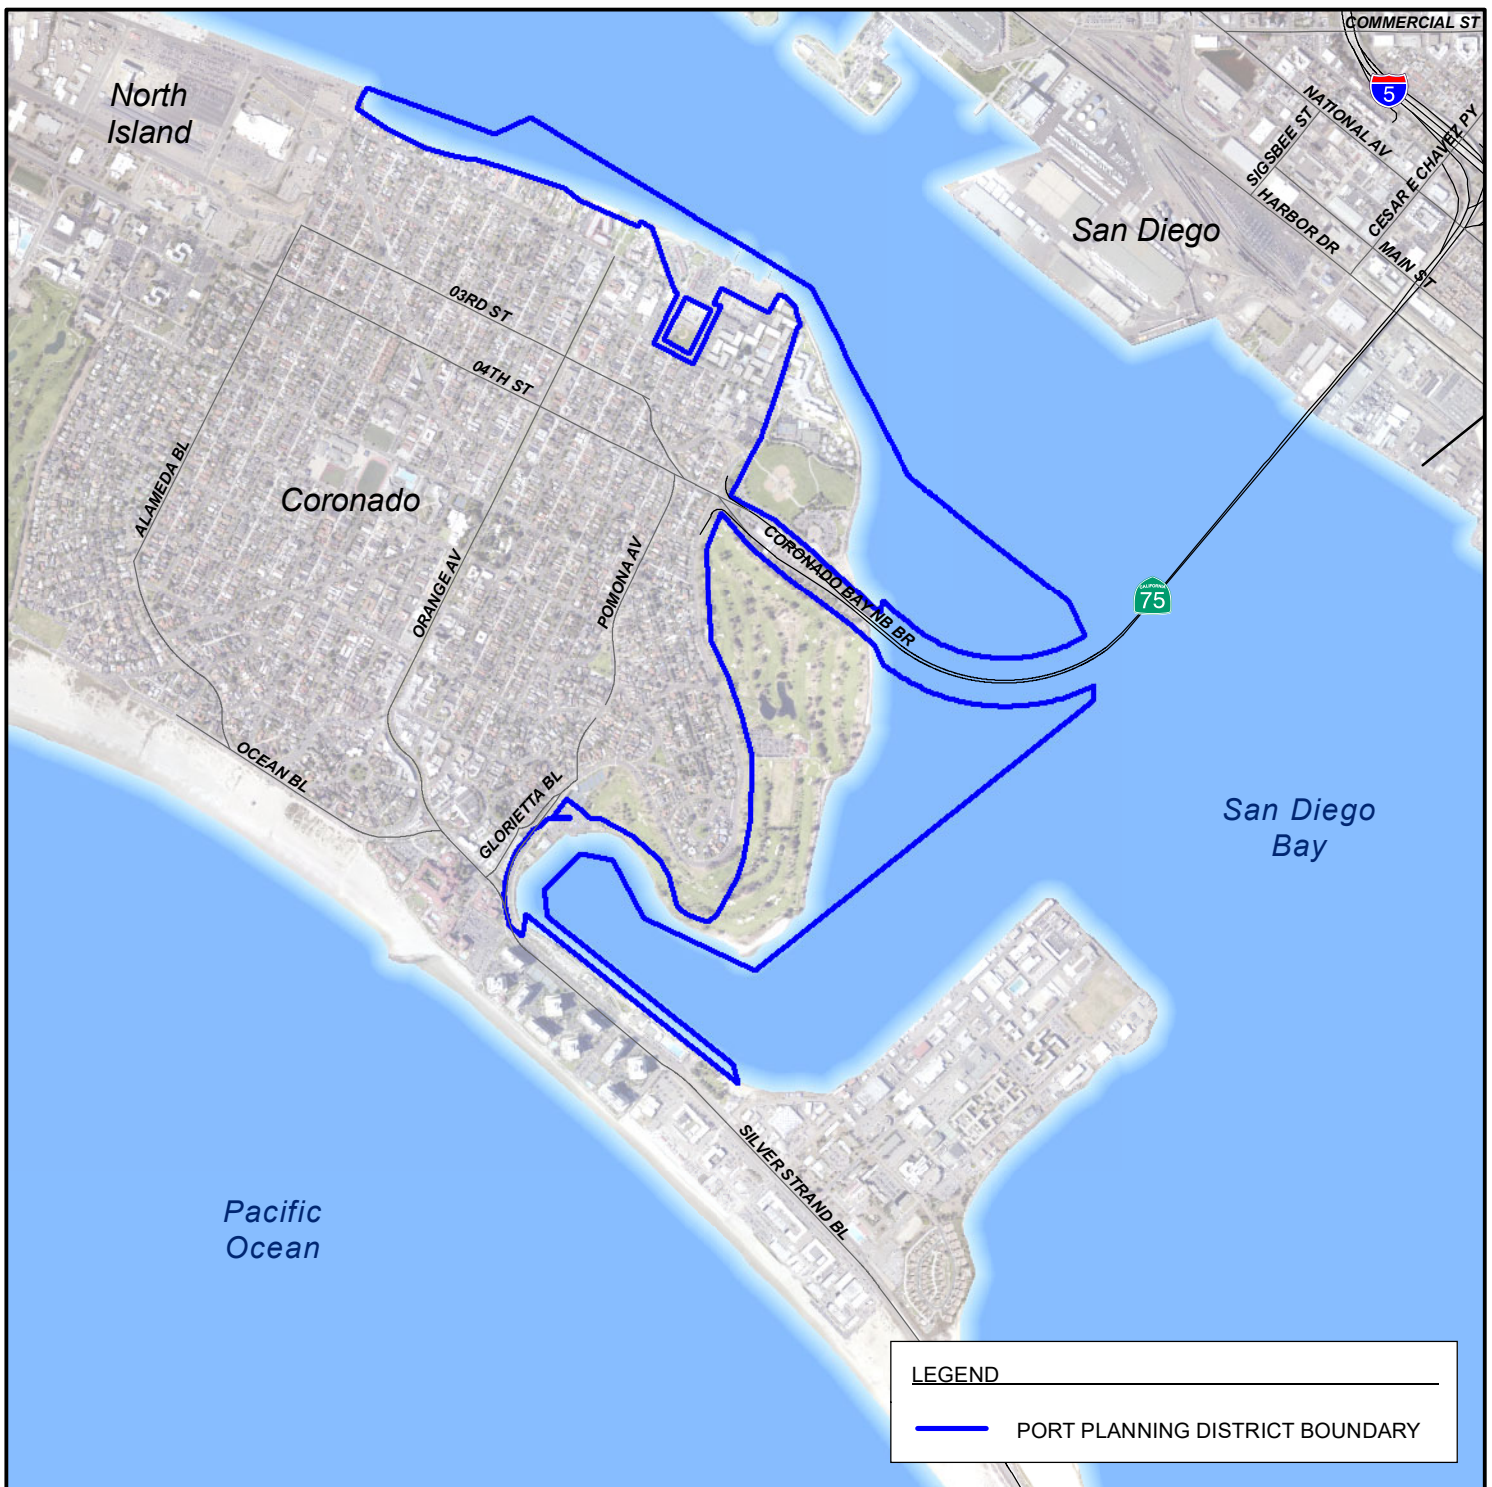 COMMERCIAL ST
North
Island
5
NATIONAL AV
SIGSBEE ST
CESAR E CHAVEZ PY
HARBOR DR
San Diego
MAIN ST
03RD ST
04TH ST
ALAMEDA BL
Coronado
ORANGE AV
POMONA AV
CORONADO BAY NB BR
CALIFORNIA
75
OCEAN BL
GLORIETTA BL
San Diego
Bay
SILVER STRAND BL
Pacific
Ocean
LEGEND
PORT PLANNING DISTRICT BOUNDARY